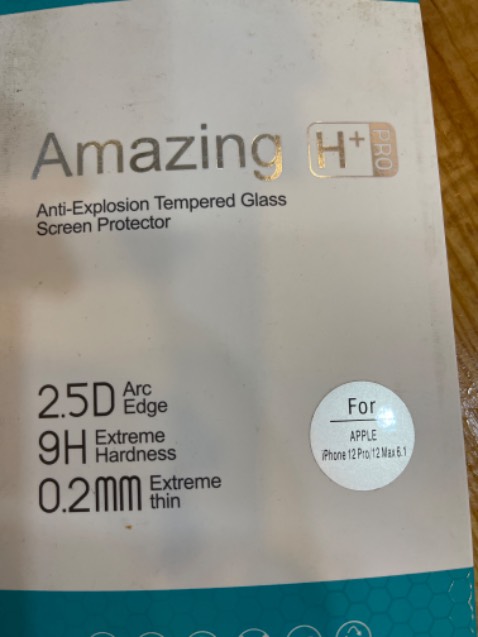 Amazing H+ PRO
Anti-Explosion Tempered Glass
Screen Protector
2.5D Arc
Edge
9H Extreme
Hardness
0.2mm Extreme
thin
For
APPLE
iPhone 12 Pro/12 Max 6.1